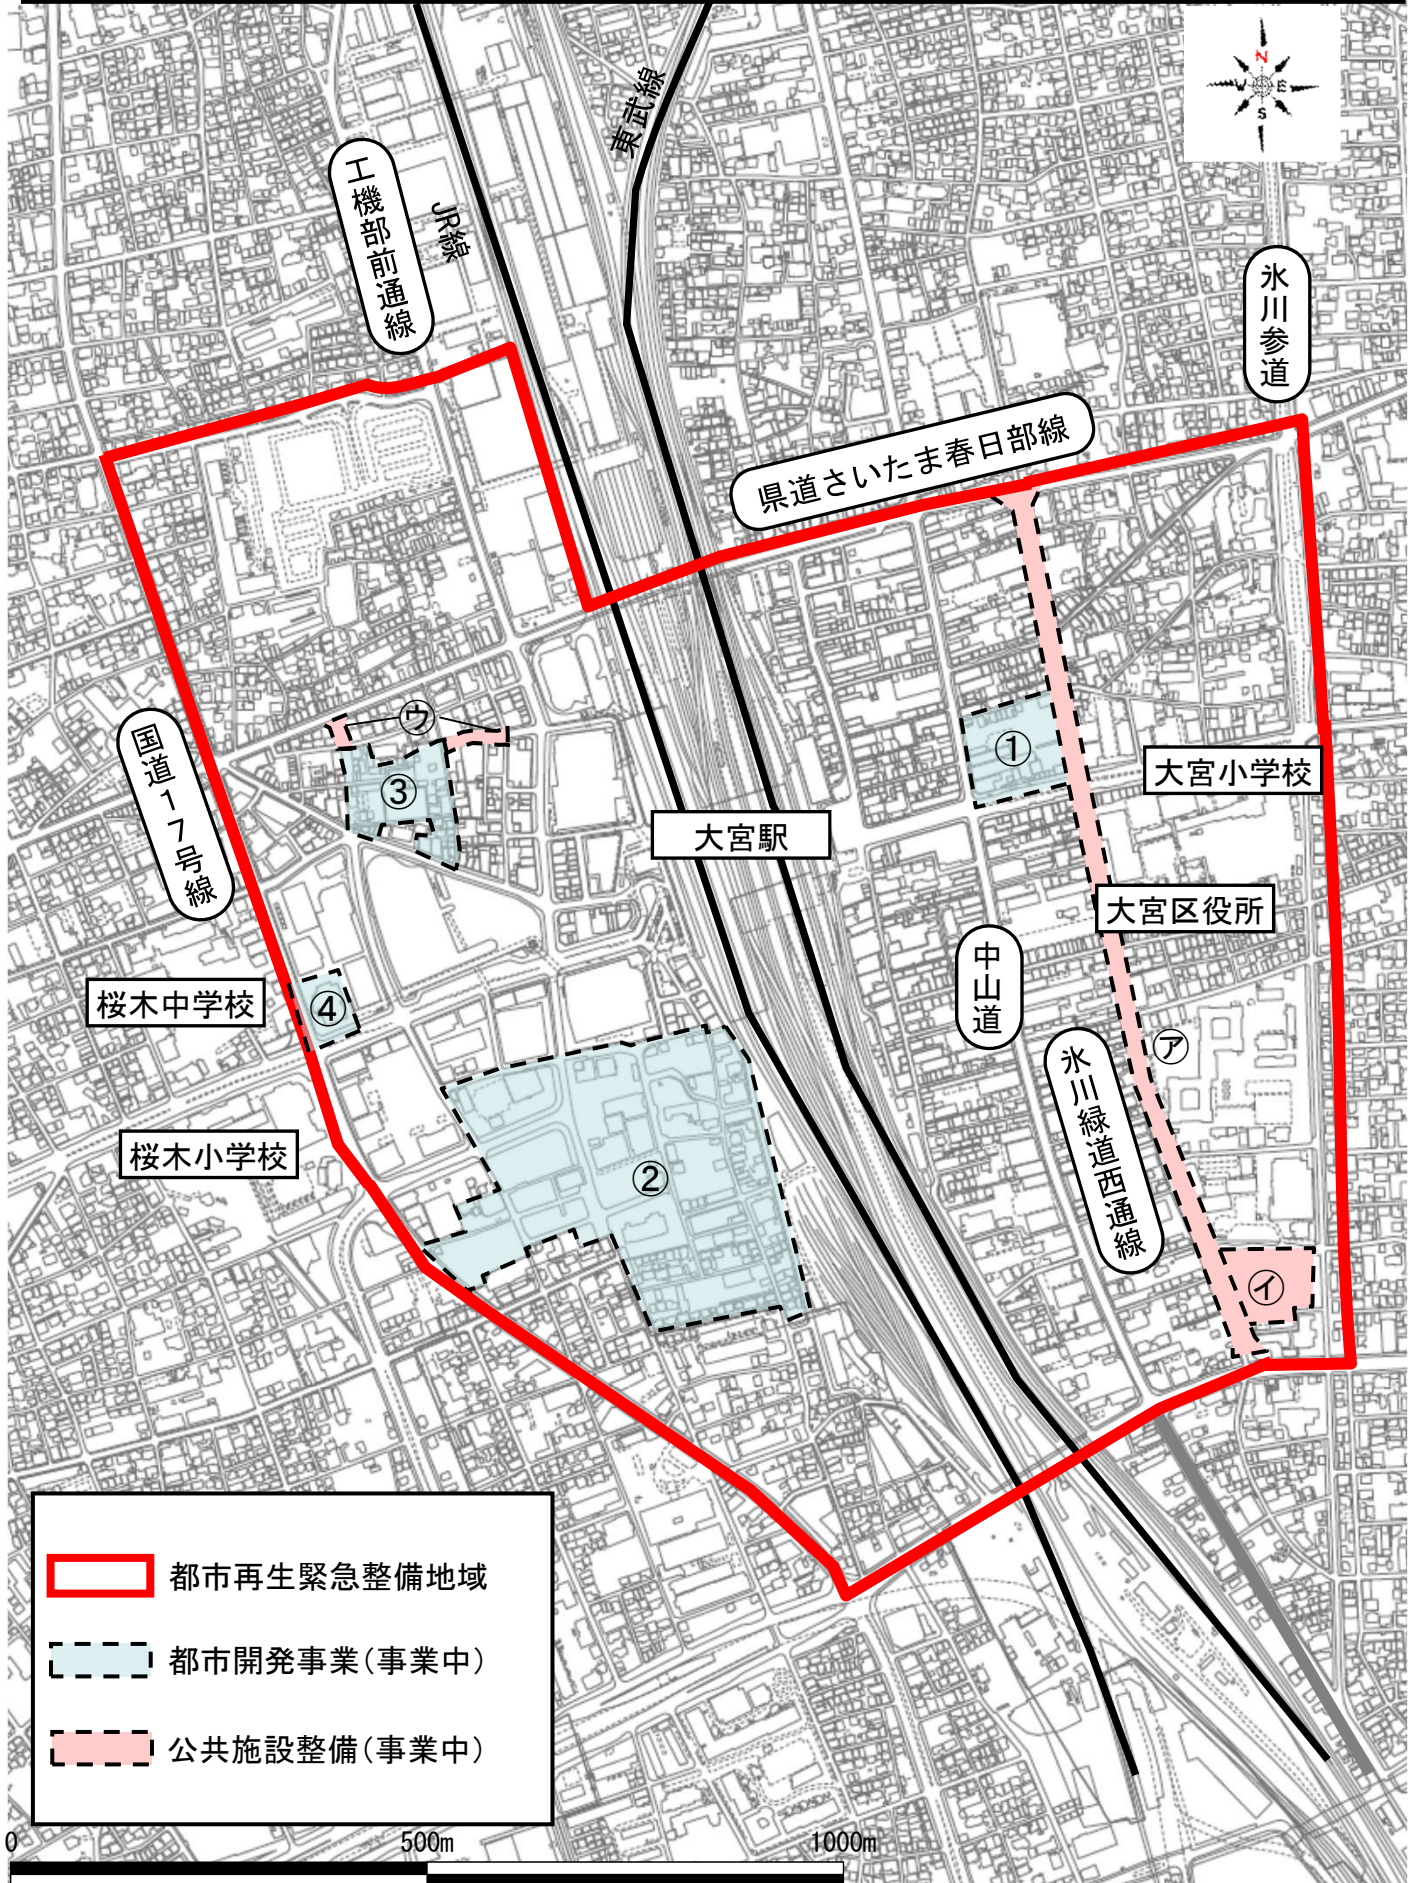 N
W
E
S
東武線
工機部前通線
JR線
氷川参道
県道さいたま春日部線
国道17号線
㋒
③
①
大宮小学校
大宮駅
大宮区役所
中山道
桜木中学校
④
㋐
氷川緑道西通線
桜木小学校
②
㋑
都市再生緊急整備地域
都市開発事業(事業中)
公共施設整備(事業中)
0
500m
1000m